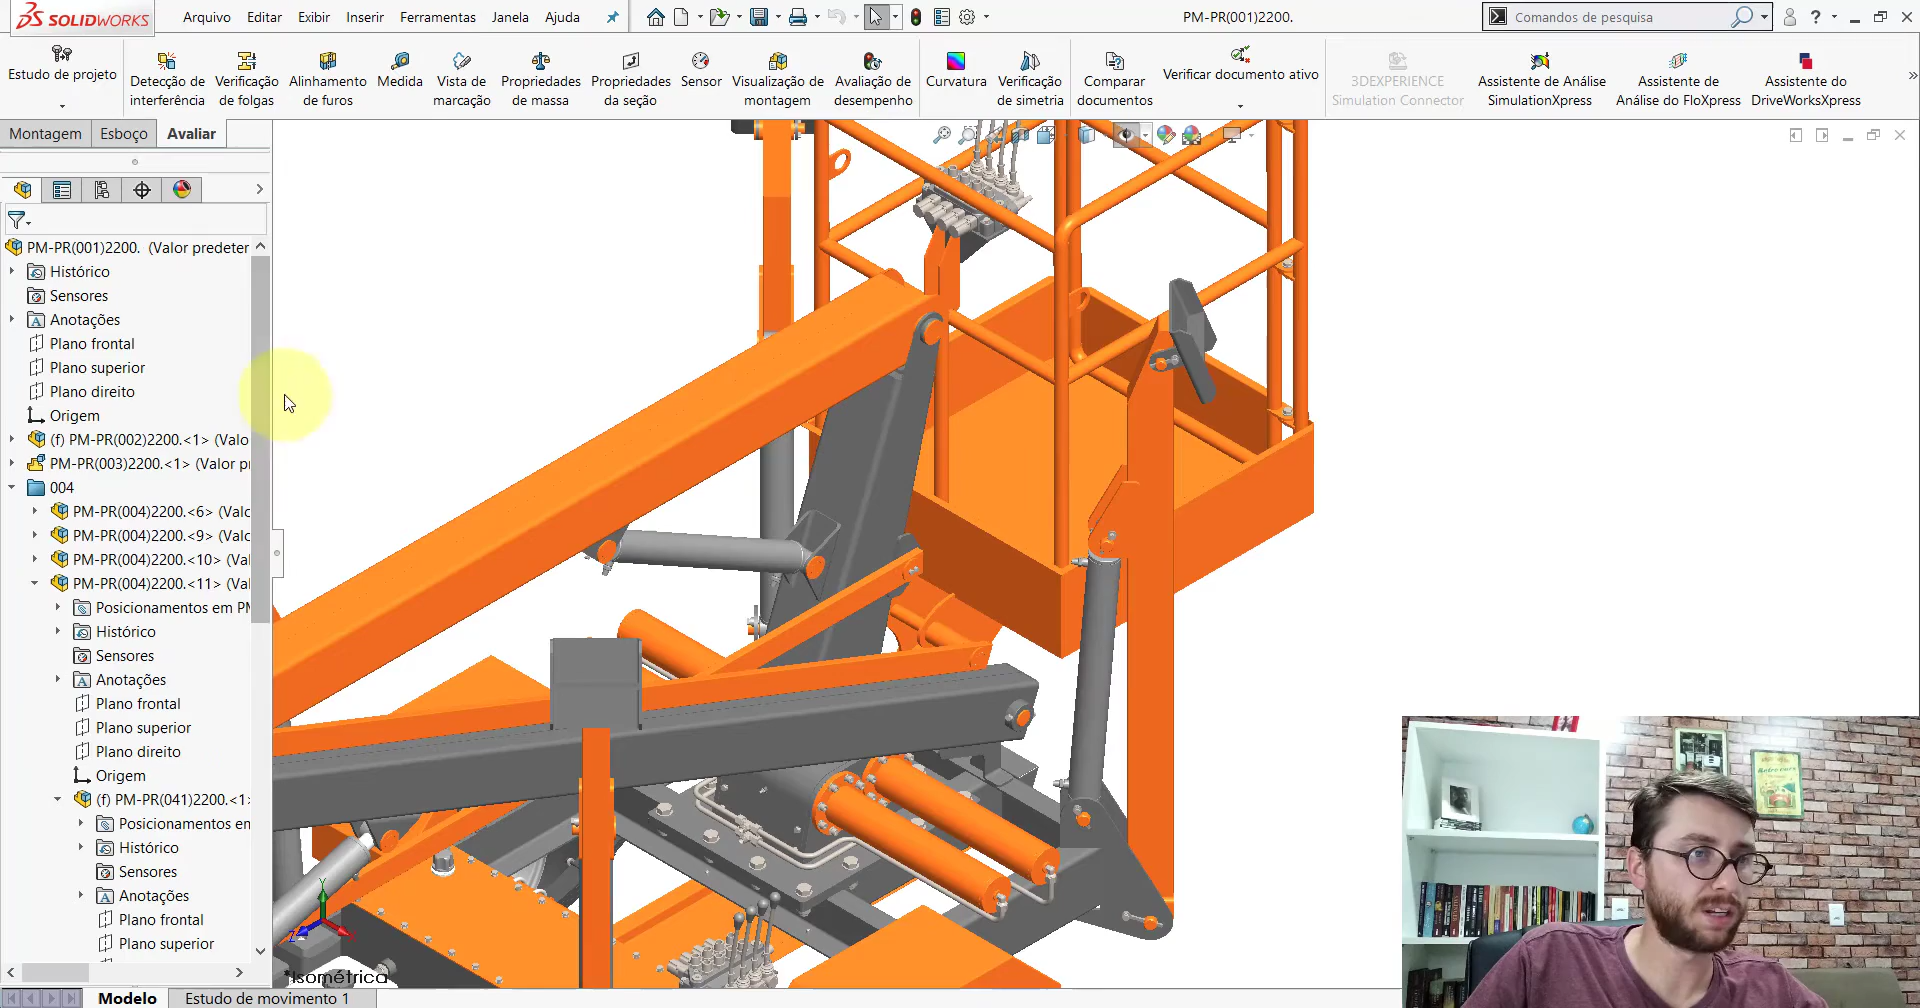 SOLIDWORKS
Arquivo Editar Exibir Inserir Ferramentas Janela Ajuda
PM-PR(001)2200.
Comandos de pesquisa
Estudo de projeto
Detecção de interferência
Verificação de folgas
Alinhamento de furos
Medida
Vista de marcação
Propriedades de massa
Propriedades da seção
Sensor
Visualização de montagem
Avaliação de desempenho
Curvatura
Verificação de simetria
Comparar documentos
Verificar documento ativo
3DEXPERIENCE Simulation Connector
Assistente de Análise SimulationXpress
Assistente de Análise do FloXpress
Assistente do DriveWorksXpress
Montagem Esboço Avaliar
PM-PR(001)2200. (Valor predeter
Histórico
Sensores
Anotações
Plano frontal
Plano superior
Plano direito
Origem
(f) PM-PR(002)2200.<1> (Valo
PM-PR(003)2200.<1> (Valor pr
004
PM-PR(004)2200.<6> (Valc
PM-PR(004)2200.<9> (Valc
PM-PR(004)2200.<10> (Va
PM-PR(004)2200.<11> (Va
Posicionamentos em PM
Histórico
Sensores
Anotações
Plano frontal
Plano superior
Plano direito
Origem
(f) PM-PR(041)2200.<1>
Posicionamentos em
Histórico
Sensores
Anotações
Plano frontal
Plano superior
*Isométrica
Modelo Estudo de movimento 1